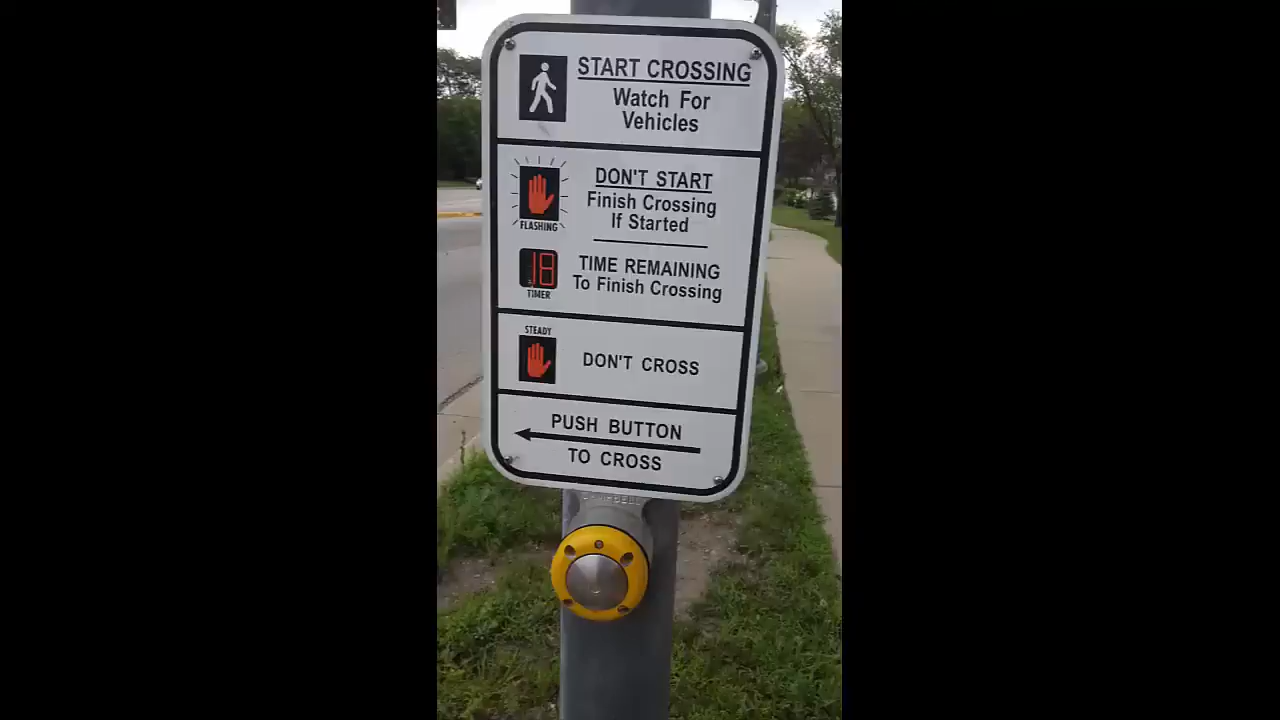 START CROSSING
Watch For
Vehicles
DON'T START
Finish Crossing
If Started
FLASHING
18
TIME REMAINING
To Finish Crossing
TIMER
STEADY
DON'T CROSS
PUSH BUTTON
TO CROSS
CAMPBELL